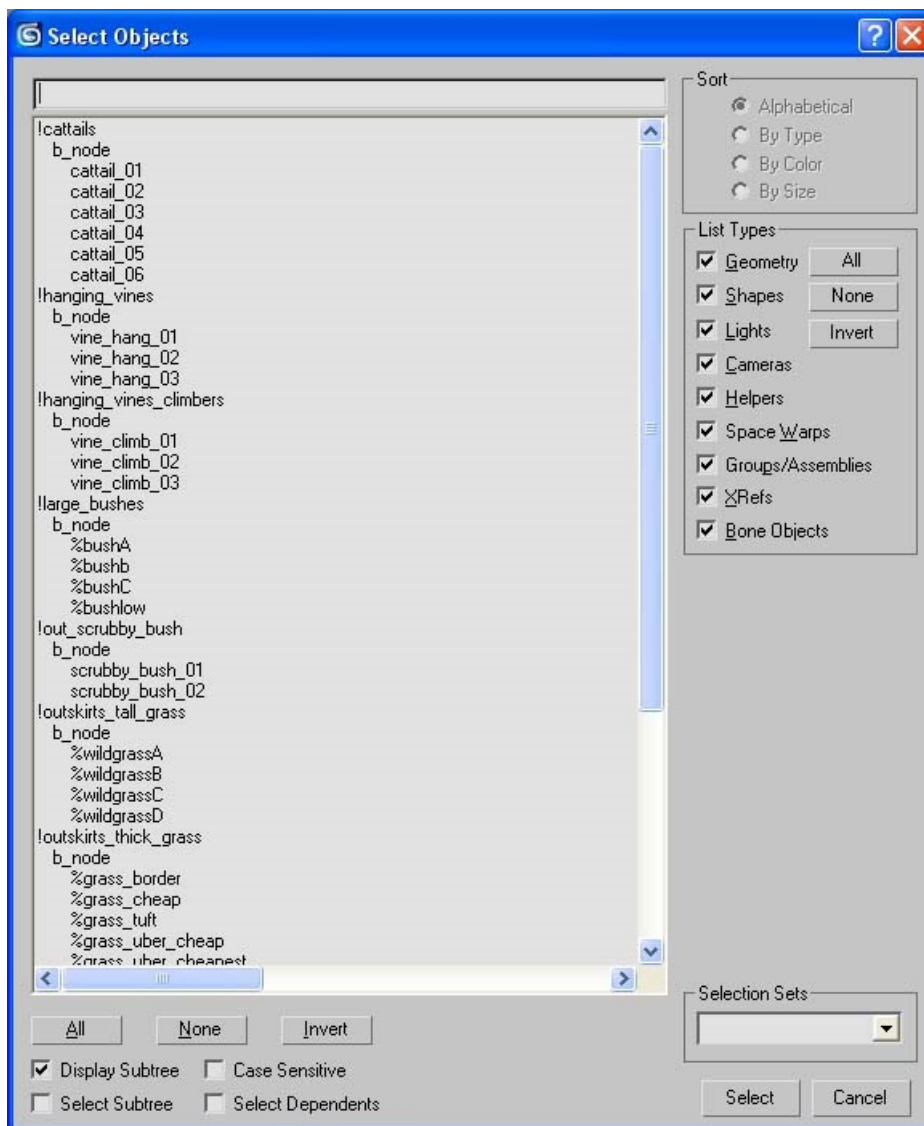 Select Objects
!cattails
b_node
cattail_01
cattail_02
cattail_03
cattail_04
cattail_05
cattail_06
!hanging_vines
b_node
vine_hang_01
vine_hang_02
vine_hang_03
!hanging_vines_climbers
b_node
vine_climb_01
vine_climb_02
vine_climb_03
!large_bushes
b_node
%bushA
%bushb
%bushC
%bushlow
!out_scrubby_bush
b_node
scrubby_bush_01
scrubby_bush_02
!outskirts_tall_grass
b_node
%wildgrassA
%wildgrassB
%wildgrassC
%wildgrassD
!outskirts_thick_grass
b_node
%grass_border
%grass_cheap
%grass_tuft
%grass_uber_cheap
%grass_uber_cheapest
All None Invert
Display Subtree Case Sensitive
Select Subtree Select Dependents
Sort
Alphabetical
By Type
By Color
By Size
List Types
Geometry All
Shapes None
Lights Invert
Cameras
Helpers
Space Warps
Groups/Assemblies
XRefs
Bone Objects
Selection Sets
Select Cancel